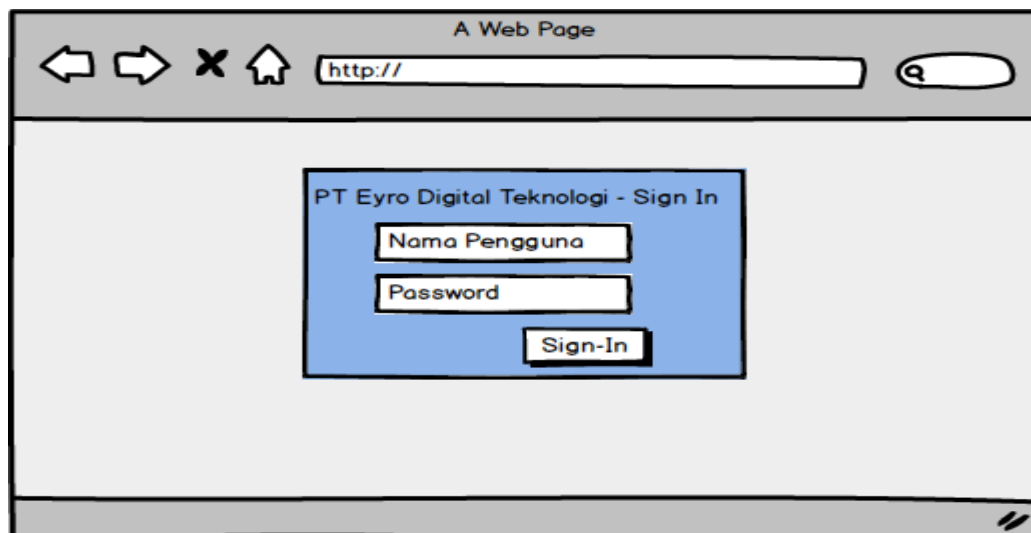 A Web Page
http://
PT Eyro Digital Teknologi - Sign In
Nama Pengguna
Password
Sign-In